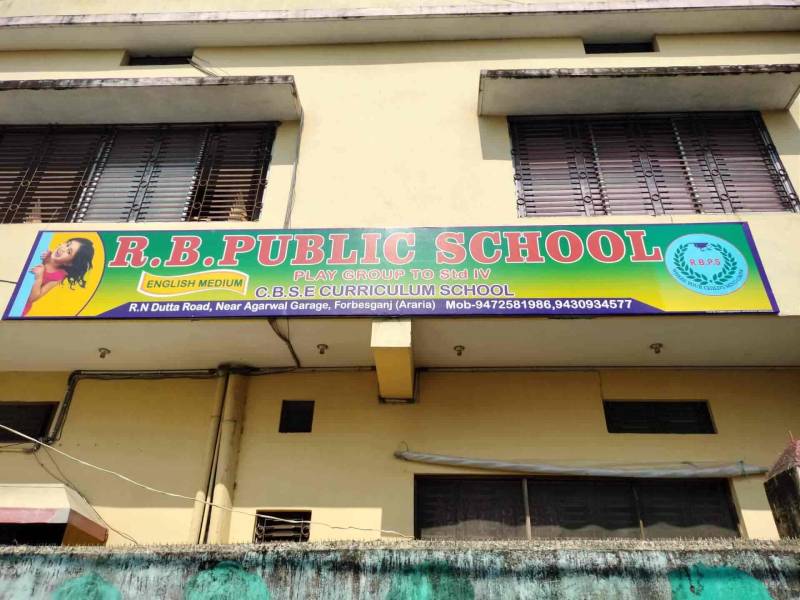 R.B.PUBLIC SCHOOL
PLAY GROUP TO Std IV
ENGLISH MEDIUM
C.B.S.E CURRICULUM SCHOOL
R.N Dutta Road, Near Agarwal Garage, Forbesganj (Araria) Mob-9472581986,9430934577
R.B.P.S